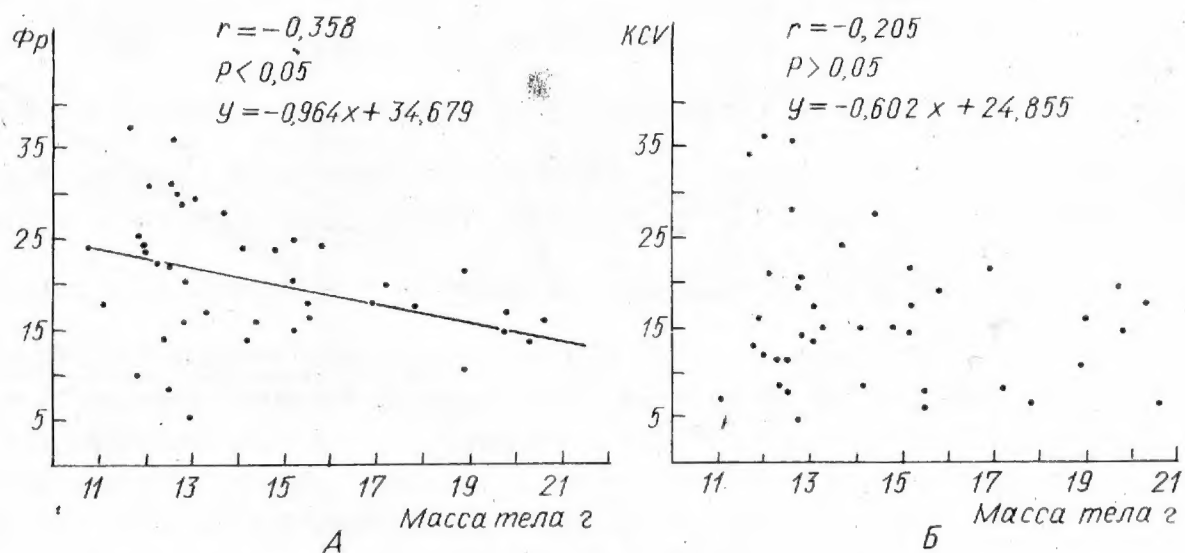 Фр
r=-0,358
P<0,05
y=-0,964x+34,679
35
25
15
5
11 13 15 17 19 21
Масса тела г
А
KCV
r=-0,205
P>0,05
y=-0,602x+24,855
35
25
15
5
11 13 15 17 19 21
Масса тела г
Б